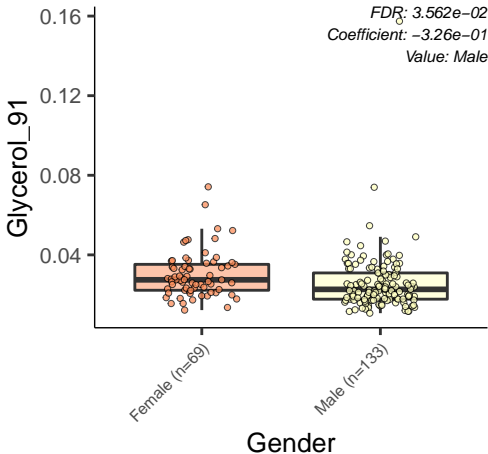 FDR: 3.562e−02
Coefficient: −3.26e−01
Value: Male
0.16
0.12
0.08
0.04
Glycerol_91
Female (n=69)
Male (n=133)
Gender